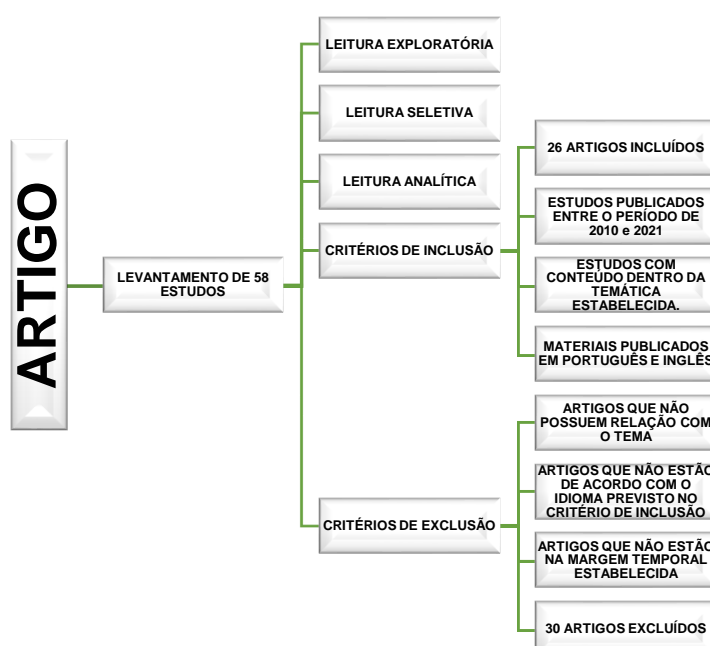 ARTIGO
LEVANTAMENTO DE 58
ESTUDOS
LEITURA EXPLORATÓRIA
LEITURA SELETIVA
LEITURA ANALÍTICA
CRITÉRIOS DE INCLUSÃO
26 ARTIGOS INCLUÍDOS
ESTUDOS PUBLICADOS
ENTRE O PERÍODO DE
2010 e 2021
ESTUDOS COM
CONTEÚDO DENTRO DA
TEMÁTICA
ESTABELECIDA.
MATERIAIS PUBLICADOS
EM PORTUGUÊS E INGLÊS
CRITÉRIOS DE EXCLUSÃO
ARTIGOS QUE NÃO
POSSUEM RELAÇÃO COM
O TEMA
ARTIGOS QUE NÃO ESTÃO
DE ACORDO COM O
IDIOMA PREVISTO NO
CRITÉRIO DE INCLUSÃO
ARTIGOS QUE NÃO ESTÃO
NA MARGEM TEMPORAL
ESTABELECIDA
30 ARTIGOS EXCLUÍDOS